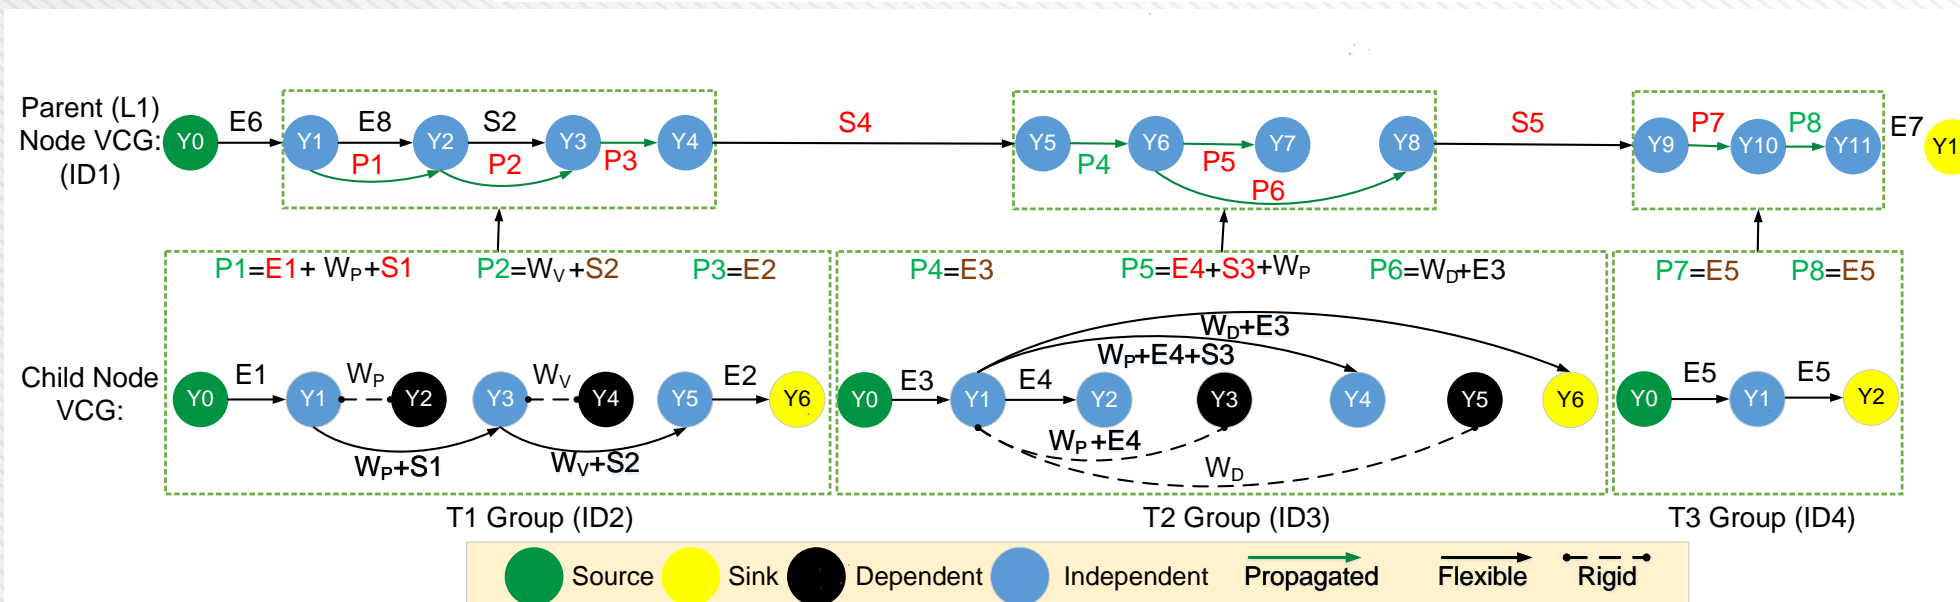 Parent (L1)
Node VCG:
(ID1)
Y0 E6 Y1 E8 Y2 S2 Y3 Y4 S4 Y5 Y6 Y7 Y8 S5 Y9 P7 Y10 P8 Y11 E7 Y1
P1 P2 P3 P4 P5 P6
P1=E1+ WP+S1 P2=WV+S2 P3=E2 P4=E3 P5=E4+S3+WP P6=WD+E3 P7=E5 P8=E5
WD+E3
WP+E4+S3
Child Node
VCG:
Y0 E1 Y1 WP Y2 Y3 WV Y4 Y5 E2 Y6
WP+S1 WV+S2
Y0 E3 Y1 E4 Y2 Y3 Y4 Y5 Y6
WP+E4
WD
Y0 E5 Y1 E5 Y2
T1 Group (ID2) T2 Group (ID3) T3 Group (ID4)
Source Sink Dependent Independent Propagated Flexible Rigid